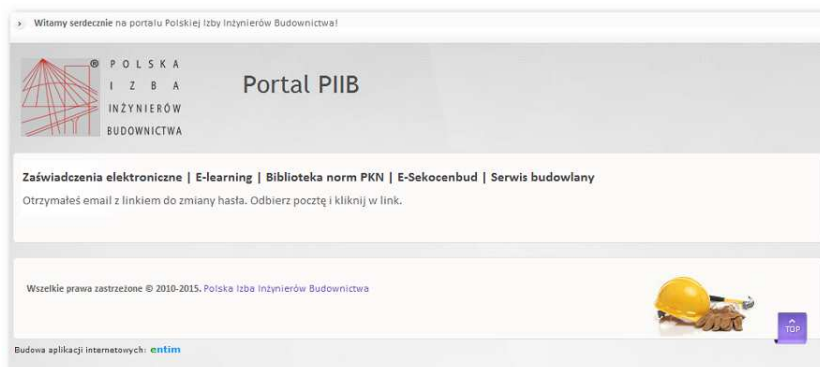 Witamy serdecznie na portalu Polskiej Izby Inżynierów Budownictwa!
®
POLSKA
IZBA
INŻYNIERÓW
BUDOWNICTWA
Portal PIIB
Zaświadczenia elektroniczne | E-learning | Biblioteka norm PKN | E-Sekocenbud | Serwis budowlany
Otrzymałeś email z linkiem do zmiany hasła. Odbierz pocztę i kliknij w link.
Wszelkie prawa zastrzeżone © 2010-2015. Polska Izba Inżynierów Budownictwa
TOP
Budowa aplikacji internetowych: entim